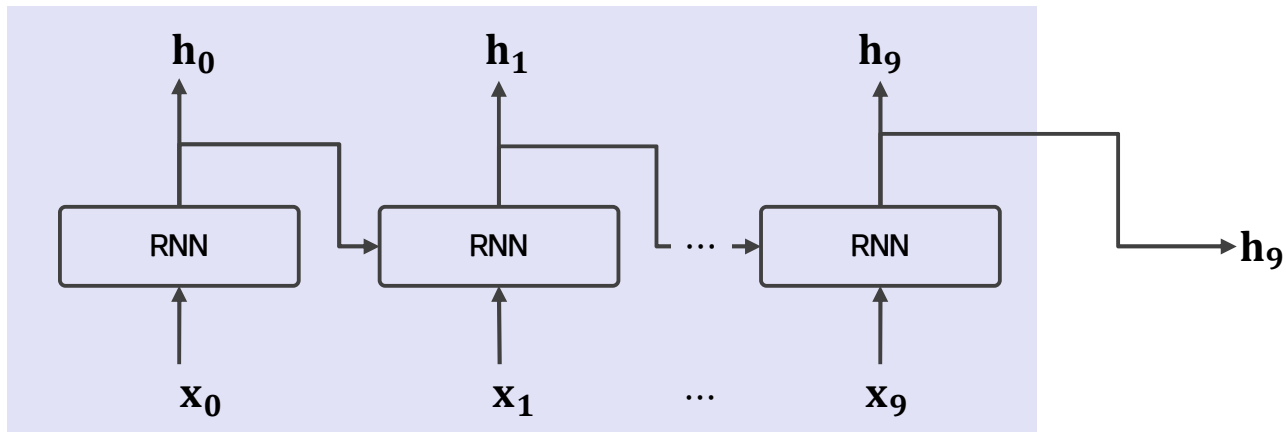 h₀ h₁ h₉
RNN RNN ... RNN
h₉
x₀ x₁ ... x₉